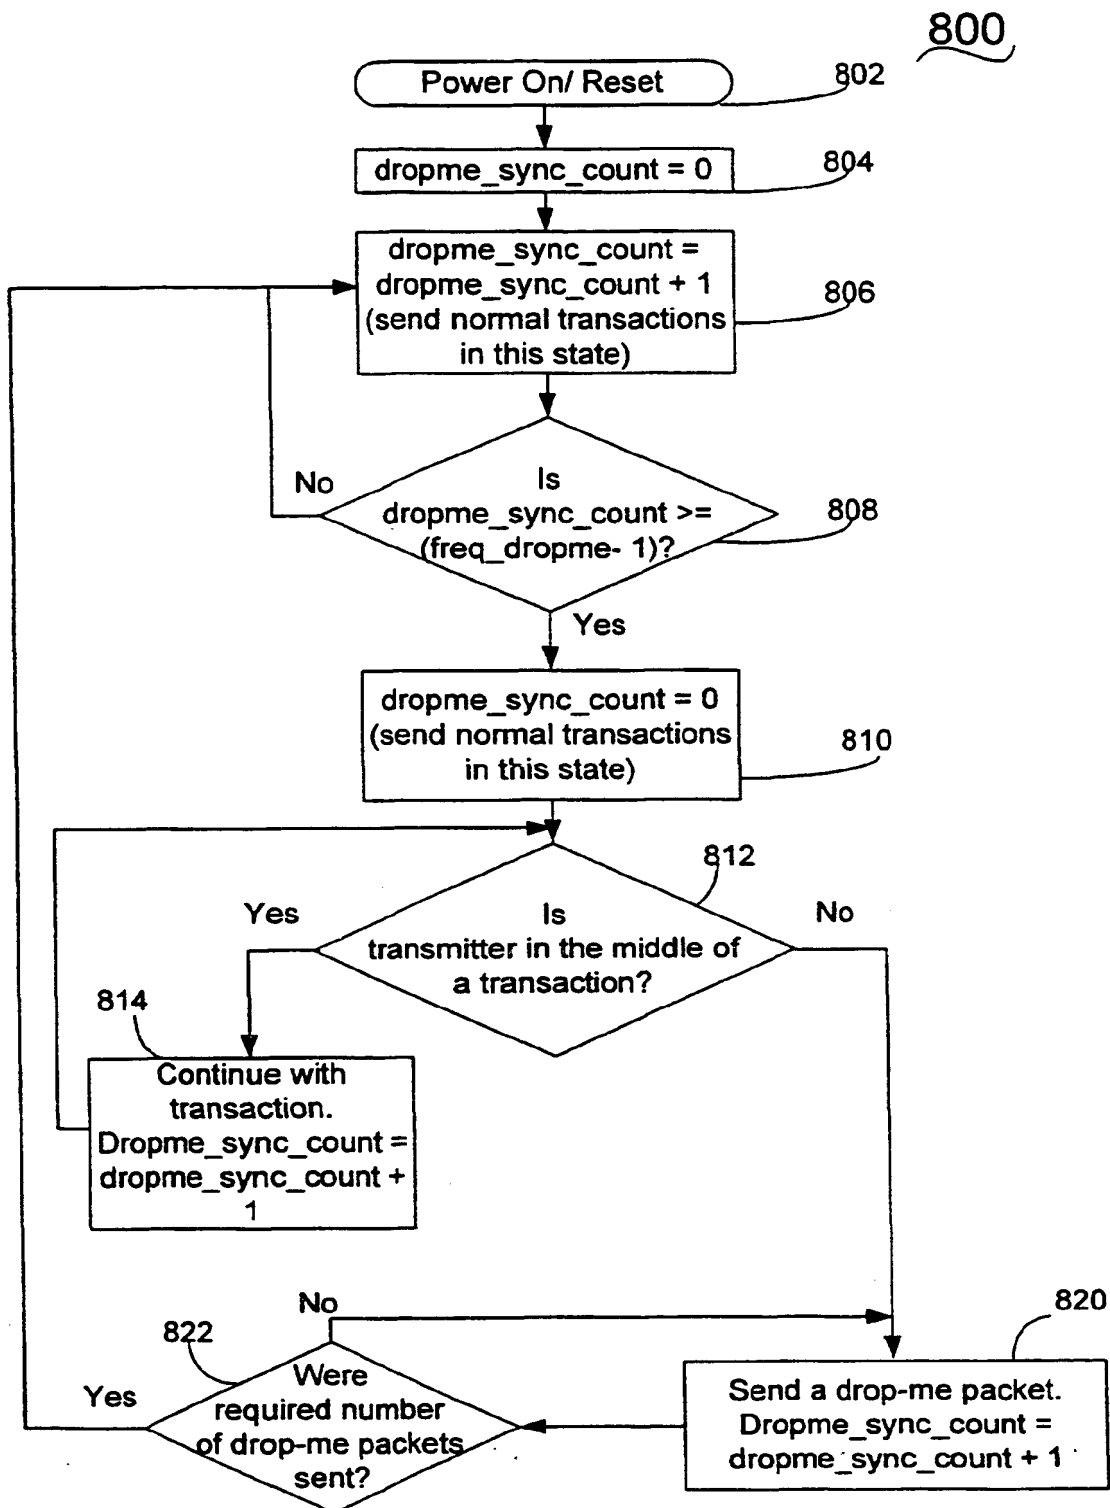 800
Power On/ Reset
802
dropme_sync_count = 0
804
dropme_sync_count =
dropme_sync_count + 1
(send normal transactions
in this state)
806
No
Is
dropme_sync_count >=
(freq_dropme- 1)?
808
Yes
dropme_sync_count = 0
(send normal transactions
in this state)
810
812
Yes
Is
transmitter in the middle of
a transaction?
No
814
Continue with
transaction.
Dropme_sync_count =
dropme_sync_count +
1
No
820
822
Yes
Were
required number
of drop-me packets
sent?
Send a drop-me packet.
Dropme_sync_count =
dropme_sync_count + 1